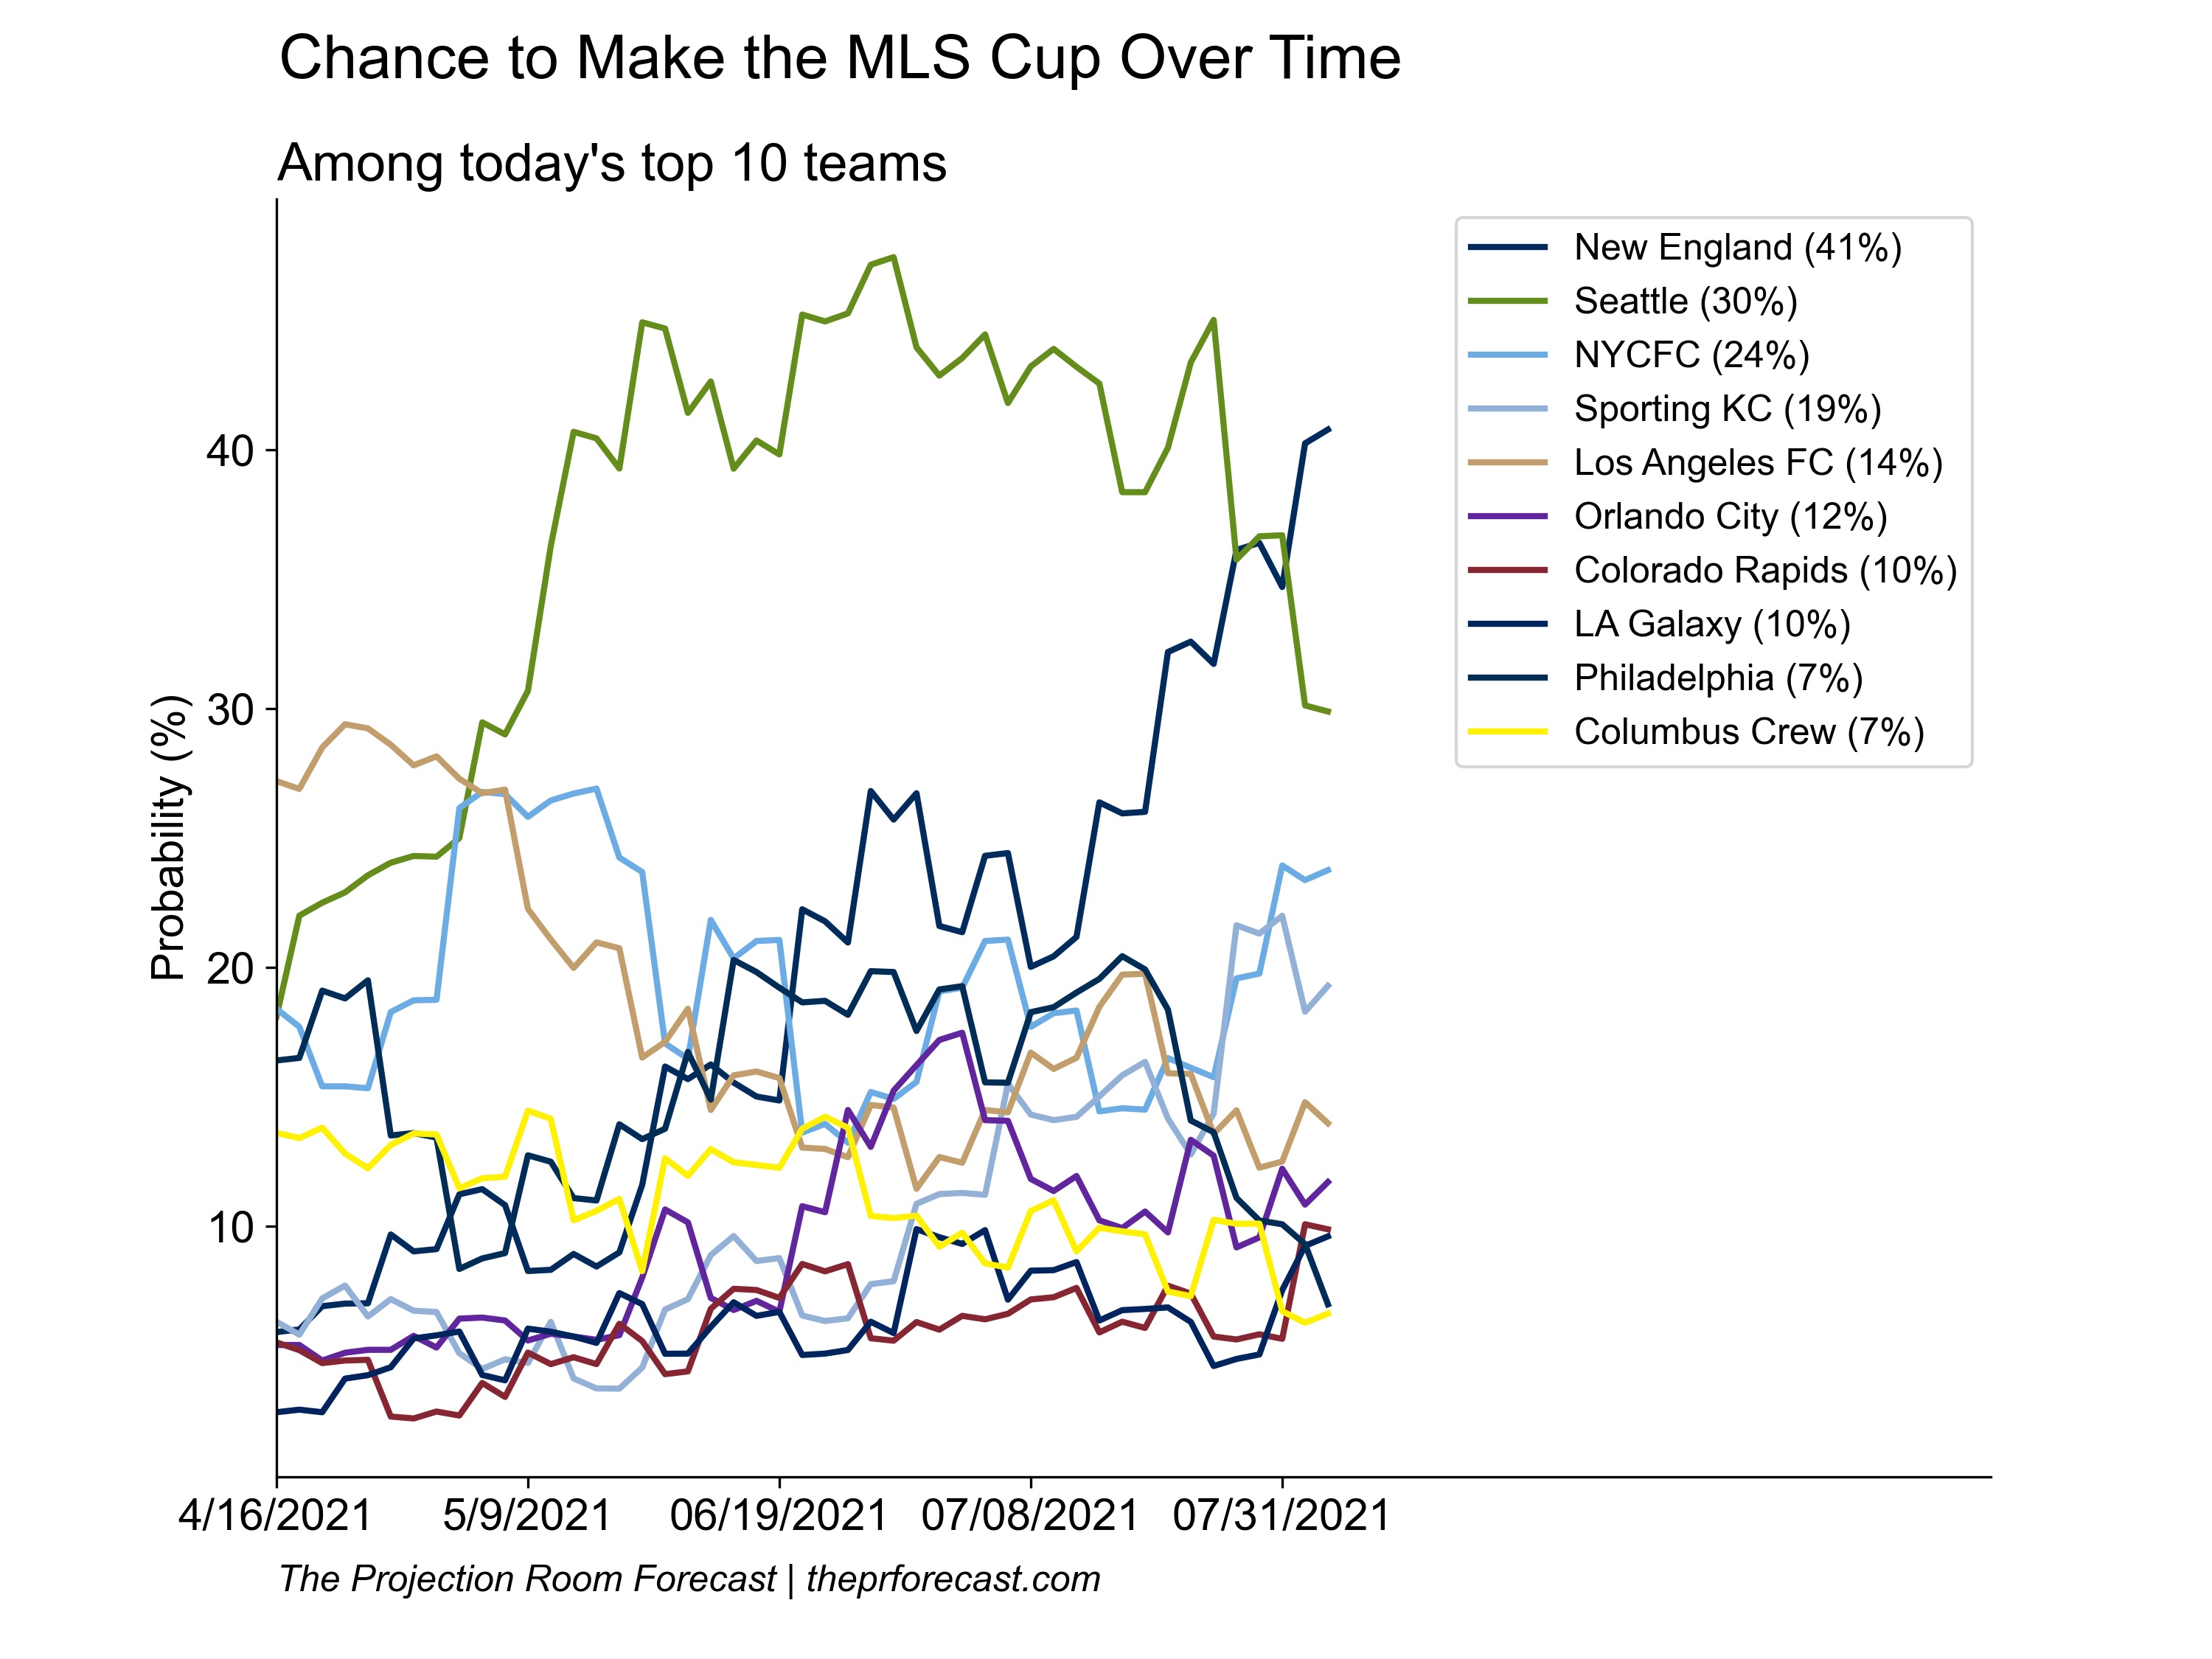 Chance to Make the MLS Cup Over Time
Among today's top 10 teams
New England (41%)
Seattle (30%)
NYCFC (24%)
Sporting KC (19%)
Los Angeles FC (14%)
Orlando City (12%)
Colorado Rapids (10%)
LA Galaxy (10%)
Philadelphia (7%)
Columbus Crew (7%)
Probability (%)
40
30
20
10
4/16/2021 5/9/2021 06/19/2021 07/08/2021 07/31/2021
The Projection Room Forecast | theprforecast.com